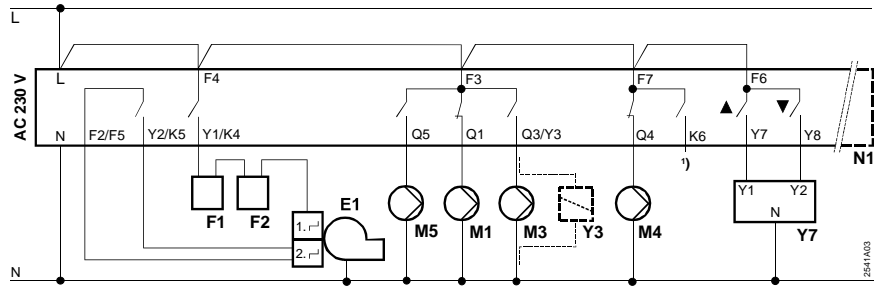 L
AC 230 V
L F4 F3 F7 F6
▲ ▼
N F2/F5 Y2/K5 Y1/K4 Q5 Q1 Q3/Y3 Q4 K6 Y7 Y8
¹) N1
F1 F2 E1 M5 M1 M3 Y3 M4
Y1 Y2
N
Y7
1.
2.
N
2541A03